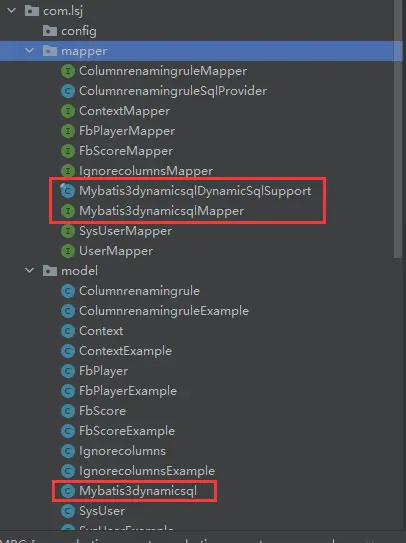 com.lsj
config
mapper
ColumnrenamingruleMapper
ColumnrenamingruleSqlProvider
ContextMapper
FbPlayerMapper
FbScoreMapper
IgnorecolumnsMapper
Mybatis3dynamicsqlDynamicSqlSupport
Mybatis3dynamicsqlMapper
SysUserMapper
UserMapper
model
Columnrenamingrule
ColumnrenamingruleExample
Context
ContextExample
FbPlayer
FbPlayerExample
FbScore
FbScoreExample
Ignorecolumns
IgnorecolumnsExample
Mybatis3dynamicsql
SysUser